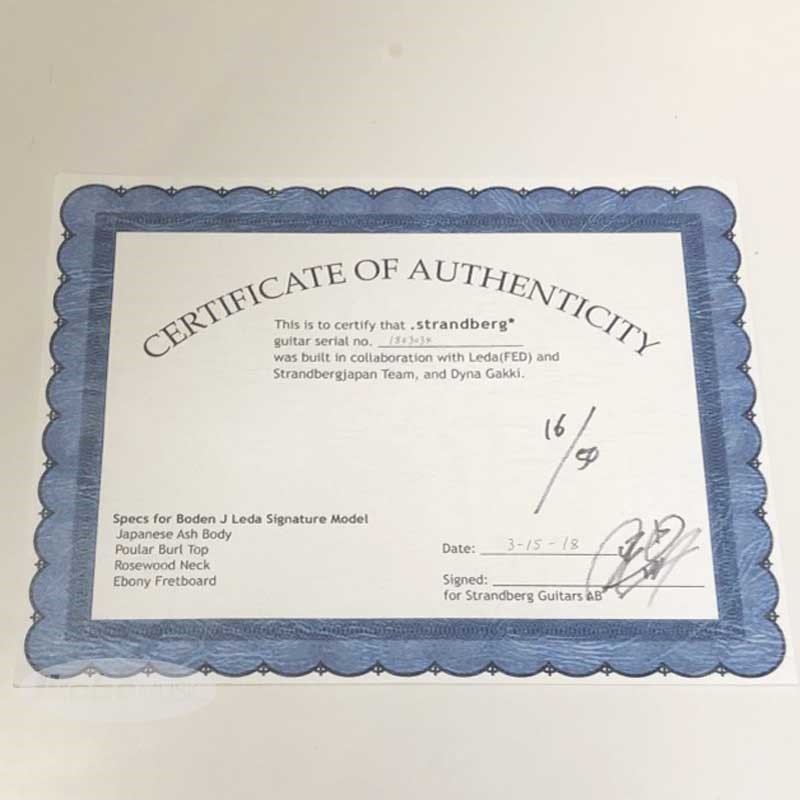 CERTIFICATE OF AUTHENTICITY
This is to certify that .strandberg*
guitar serial no. 1803034
was built in collaboration with Leda(FED) and
Strandbergjapan Team, and Dyna Gakki.
16/
Specs for Boden J Leda Signature Model
Japanese Ash Body
Poular Burl Top
Rosewood Neck
Ebony Fretboard
Date: 3-15-18
Signed:
for Strandberg Guitars AB